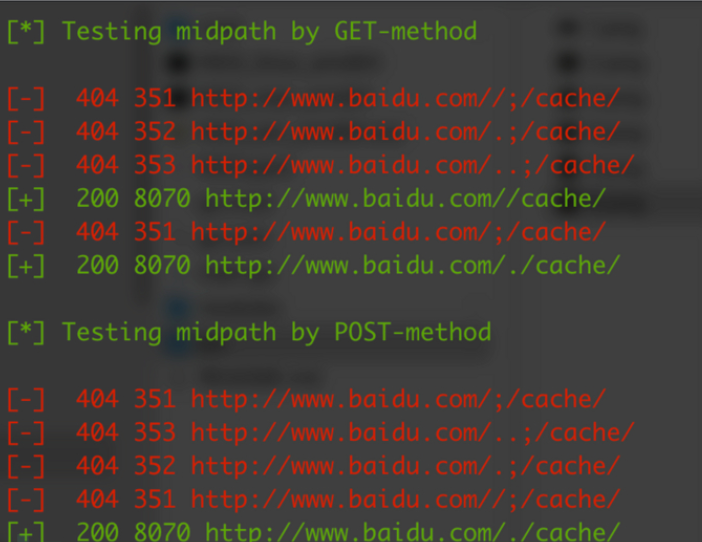 [*] Testing midpath by GET-method
[-] 404 351 http://www.baidu.com//;/cache/
[-] 404 352 http://www.baidu.com/.;/cache/
[-] 404 353 http://www.baidu.com/..;/cache/
[+] 200 8070 http://www.baidu.com//cache/
[-] 404 351 http://www.baidu.com/;/cache/
[+] 200 8070 http://www.baidu.com/./cache/
[*] Testing midpath by POST-method
[-] 404 351 http://www.baidu.com/;/cache/
[-] 404 353 http://www.baidu.com/..;/cache/
[-] 404 352 http://www.baidu.com/.;/cache/
[-] 404 351 http://www.baidu.com//;/cache/
[+] 200 8070 http://www.baidu.com/./cache/